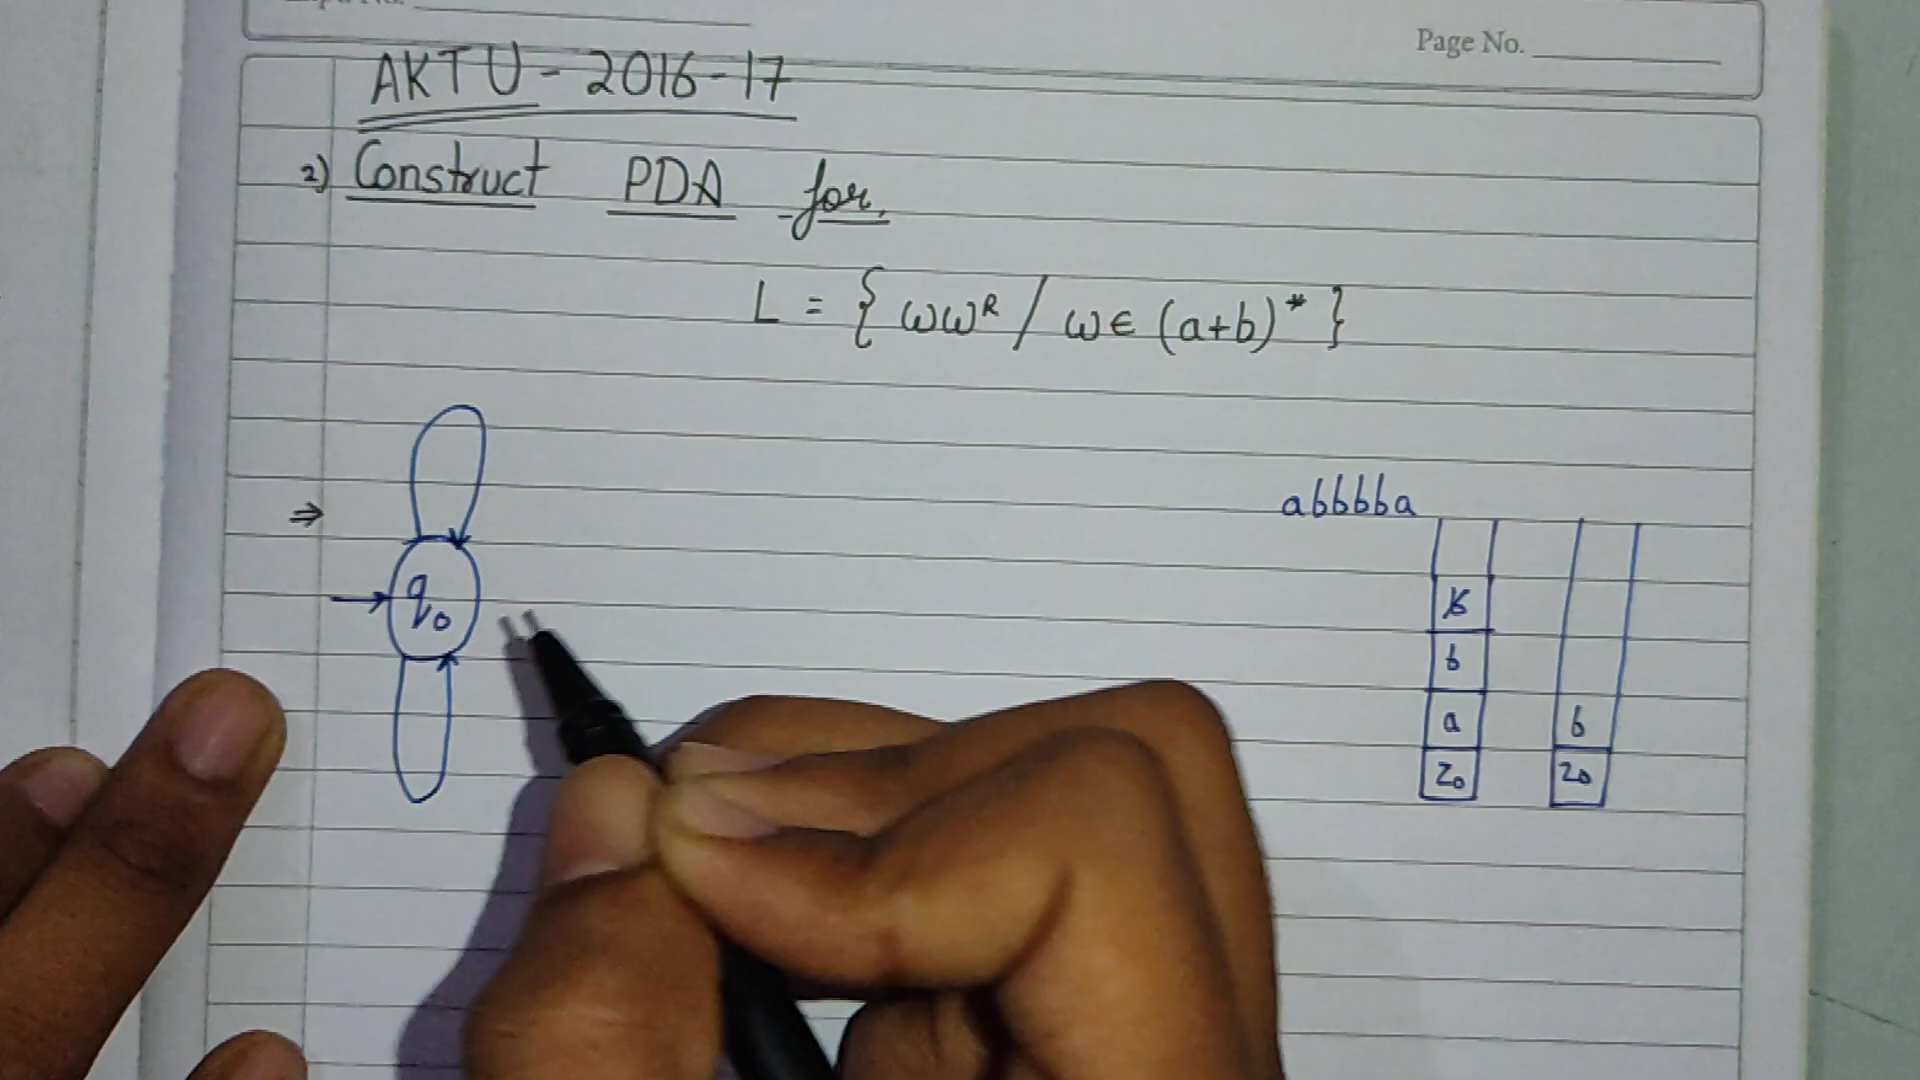 Page No.
AKTU - 2016-17
2) Construct PDA for
L = { ωω^R / ω ∈ (a+b)* }
⇒
abbbba
q₀
b
b
a
b
Z₀
Z₀